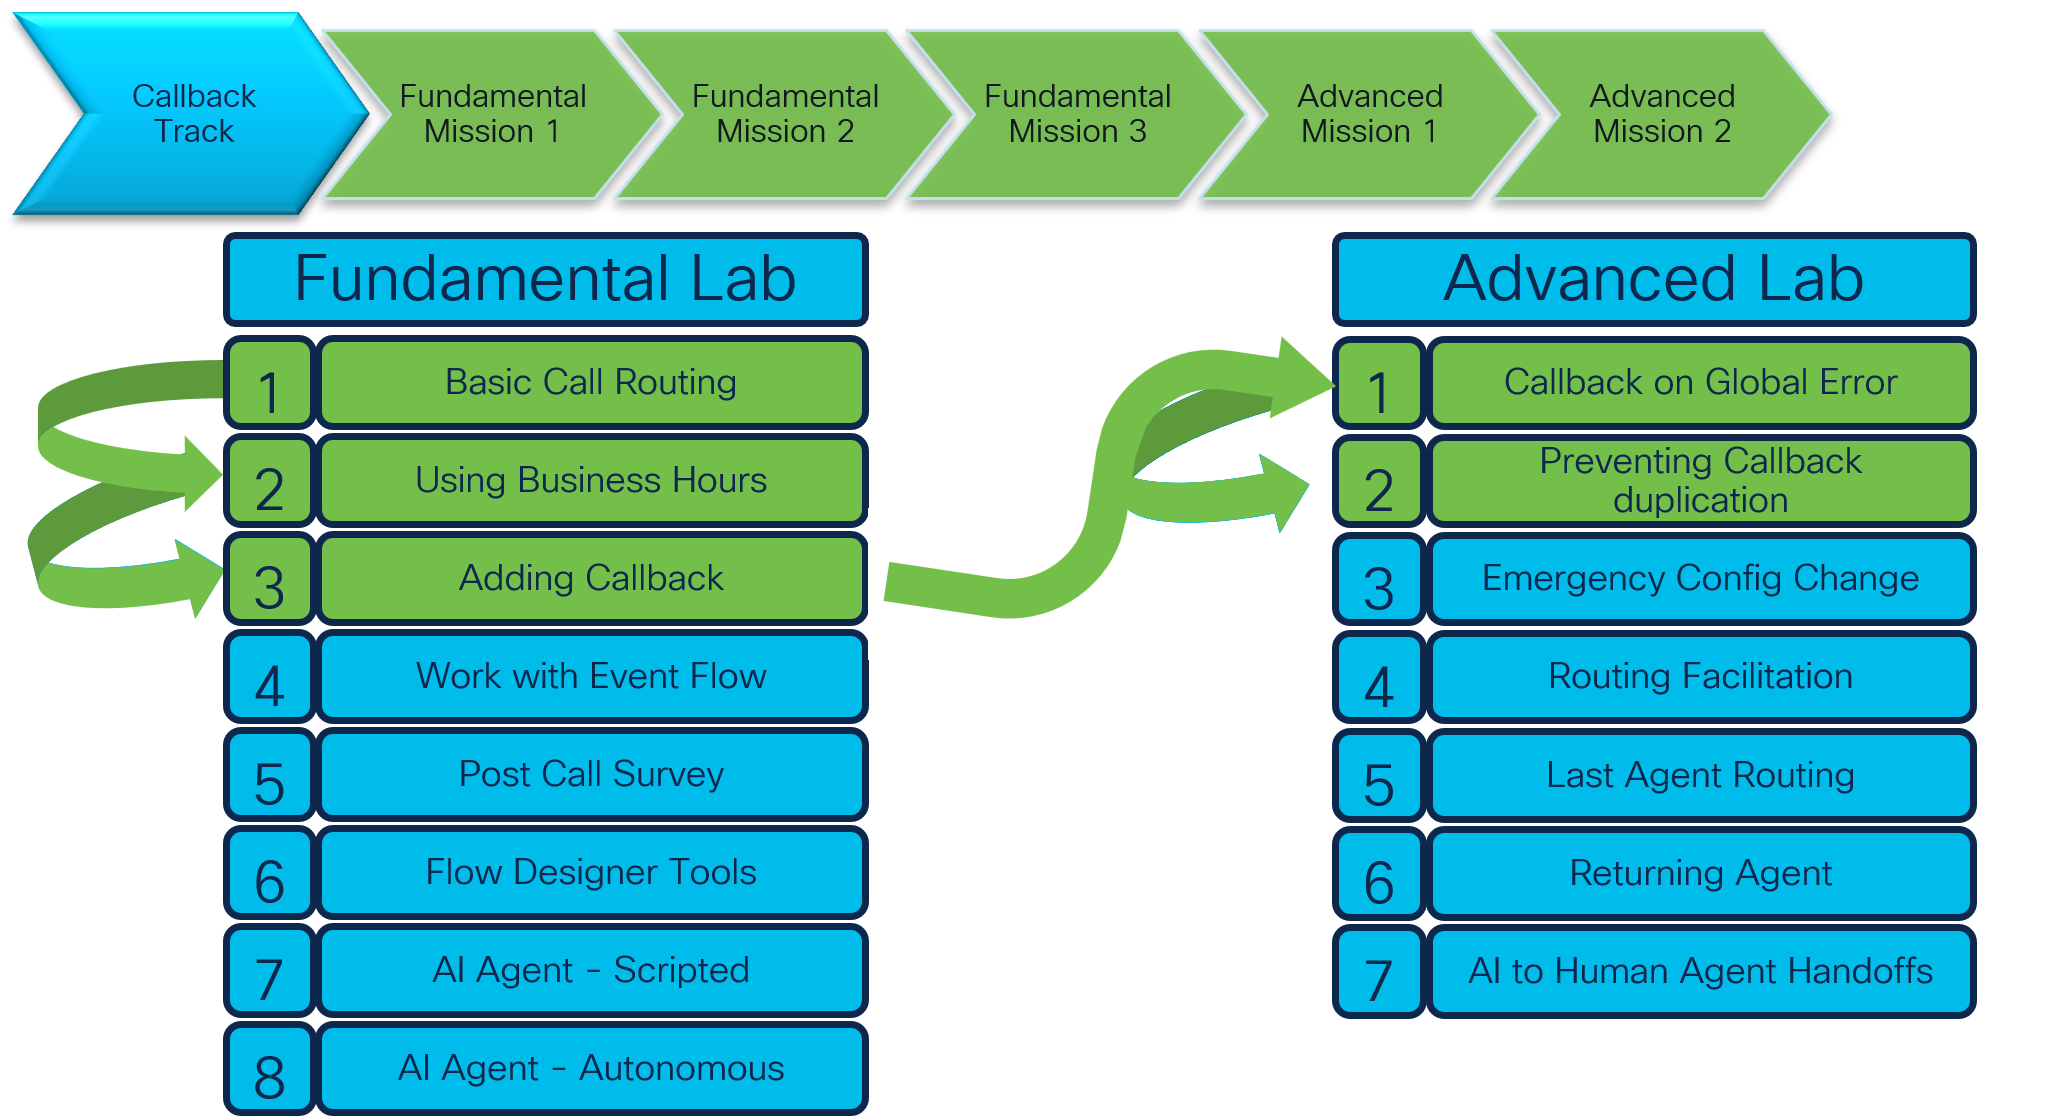 Callback
Track
Fundamental
Mission 1
Fundamental
Mission 2
Fundamental
Mission 3
Advanced
Mission 1
Advanced
Mission 2
Fundamental Lab
1 Basic Call Routing
2 Using Business Hours
3 Adding Callback
4 Work with Event Flow
5 Post Call Survey
6 Flow Designer Tools
7 AI Agent - Scripted
8 AI Agent - Autonomous
Advanced Lab
1 Callback on Global Error
2 Preventing Callback
duplication
3 Emergency Config Change
4 Routing Facilitation
5 Last Agent Routing
6 Returning Agent
7 AI to Human Agent Handoffs